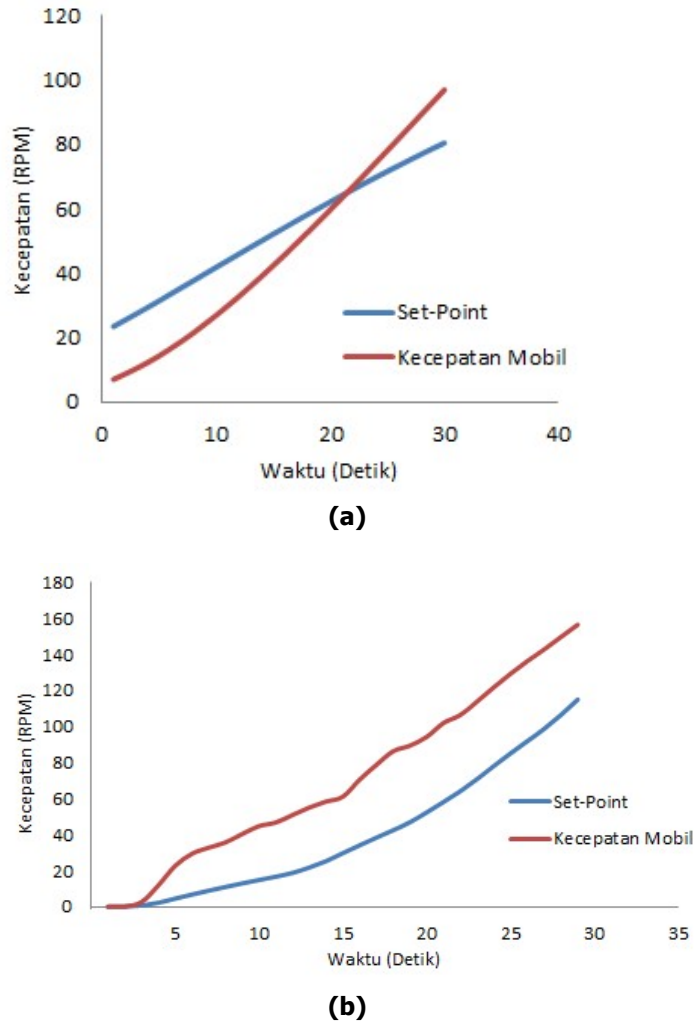 120
100
80
60
40
20
0
Kecepatan (RPM)
Set-Point
Kecepatan Mobil
0 10 20 30 40
Waktu (Detik)
(a)
180
160
140
120
100
80
60
40
20
0
Kecepatan (RPM)
Set-Point
Kecepatan Mobil
5 10 15 20 25 30 35
Waktu (Detik)
(b)